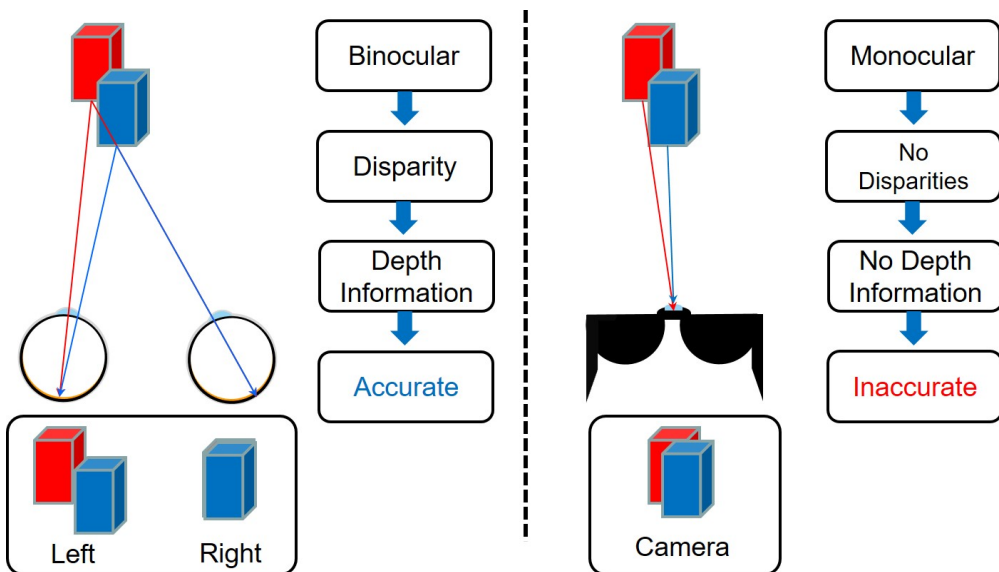 Binocular
Disparity
Depth
Information
Accurate
Left
Right
Monocular
No
Disparities
No Depth
Information
Inaccurate
Camera